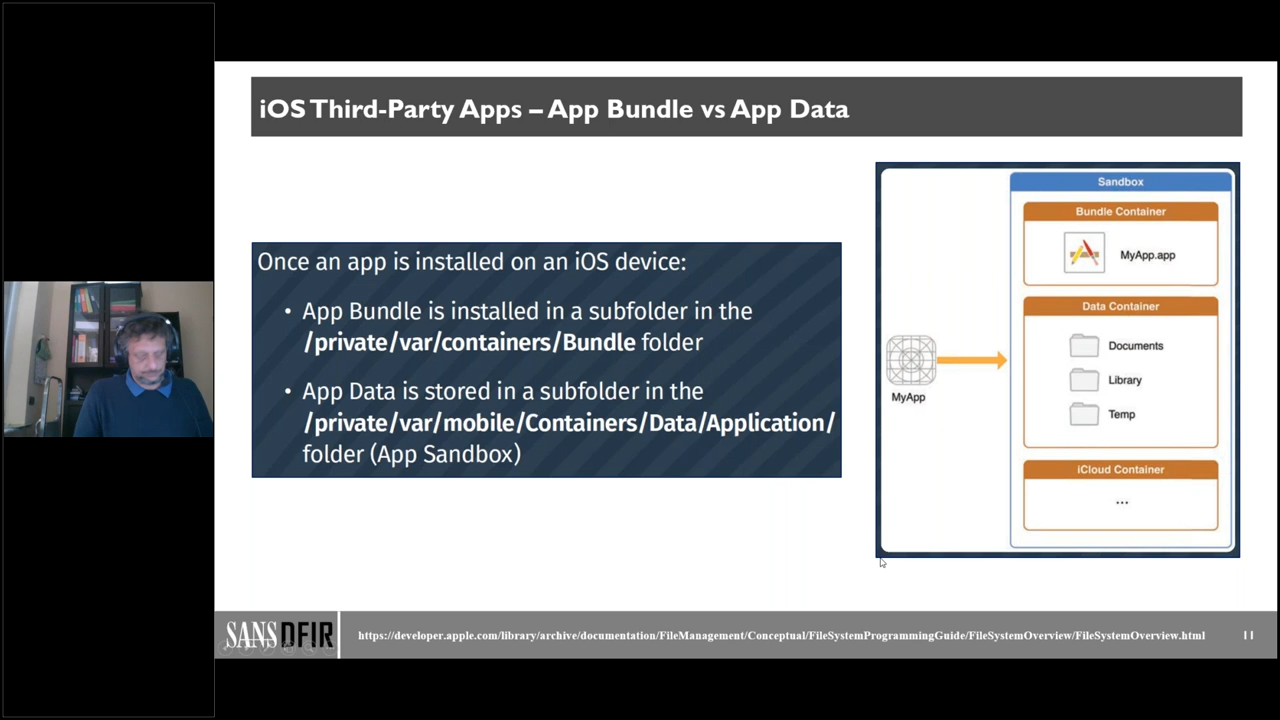 iOS Third-Party Apps – App Bundle vs App Data
Once an app is installed on an iOS device:
• App Bundle is installed in a subfolder in the
/private/var/containers/Bundle folder
• App Data is stored in a subfolder in the
/private/var/mobile/Containers/Data/Application/
folder (App Sandbox)
MyApp
Sandbox
Bundle Container
MyApp.app
Data Container
Documents
Library
Temp
iCloud Container
...
SANS DFIR
https://developer.apple.com/library/archive/documentation/FileManagement/Conceptual/FileSystemProgrammingGuide/FileSystemOverview/FileSystemOverview.html
11